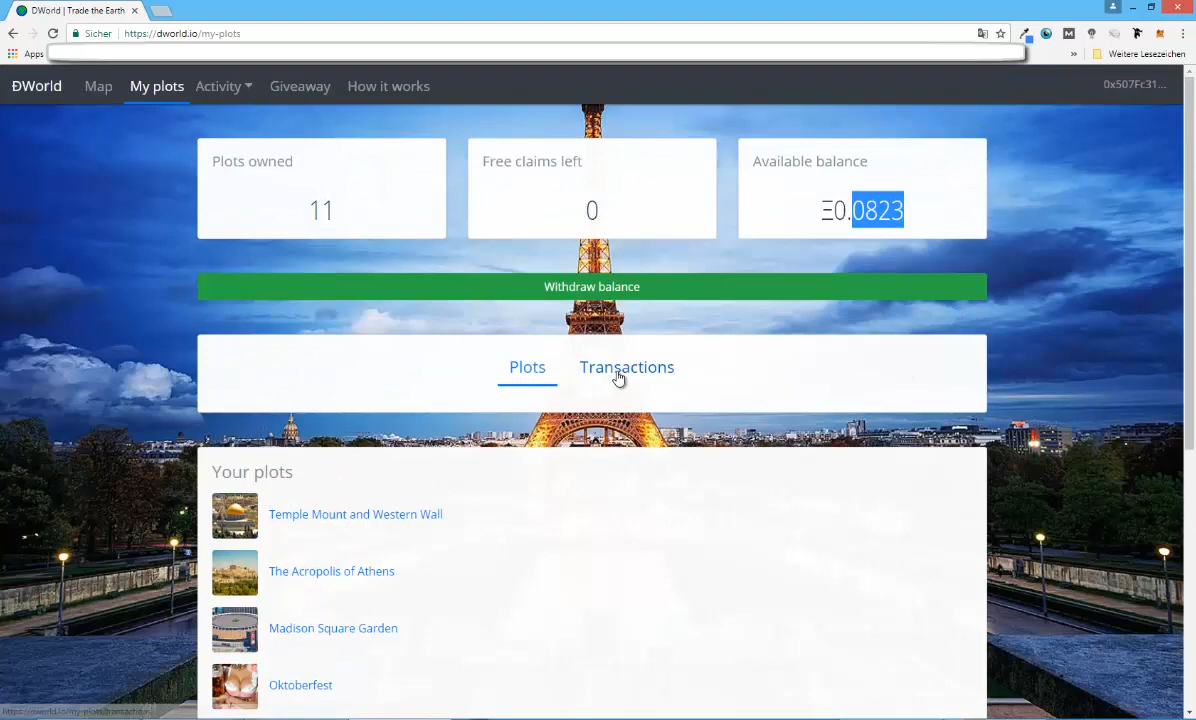 DWorld | Trade the Earth
Sicher https://dworld.io/my-plots
Apps » Weitere Lesezeichen
ÐWorld Map My plots Activity Giveaway How it works 0x507Fc31...
Plots owned Free claims left Available balance
11 0 Ξ0.0823
Withdraw balance
Plots Transactions
Your plots
Temple Mount and Western Wall
The Acropolis of Athens
Madison Square Garden
Oktoberfest